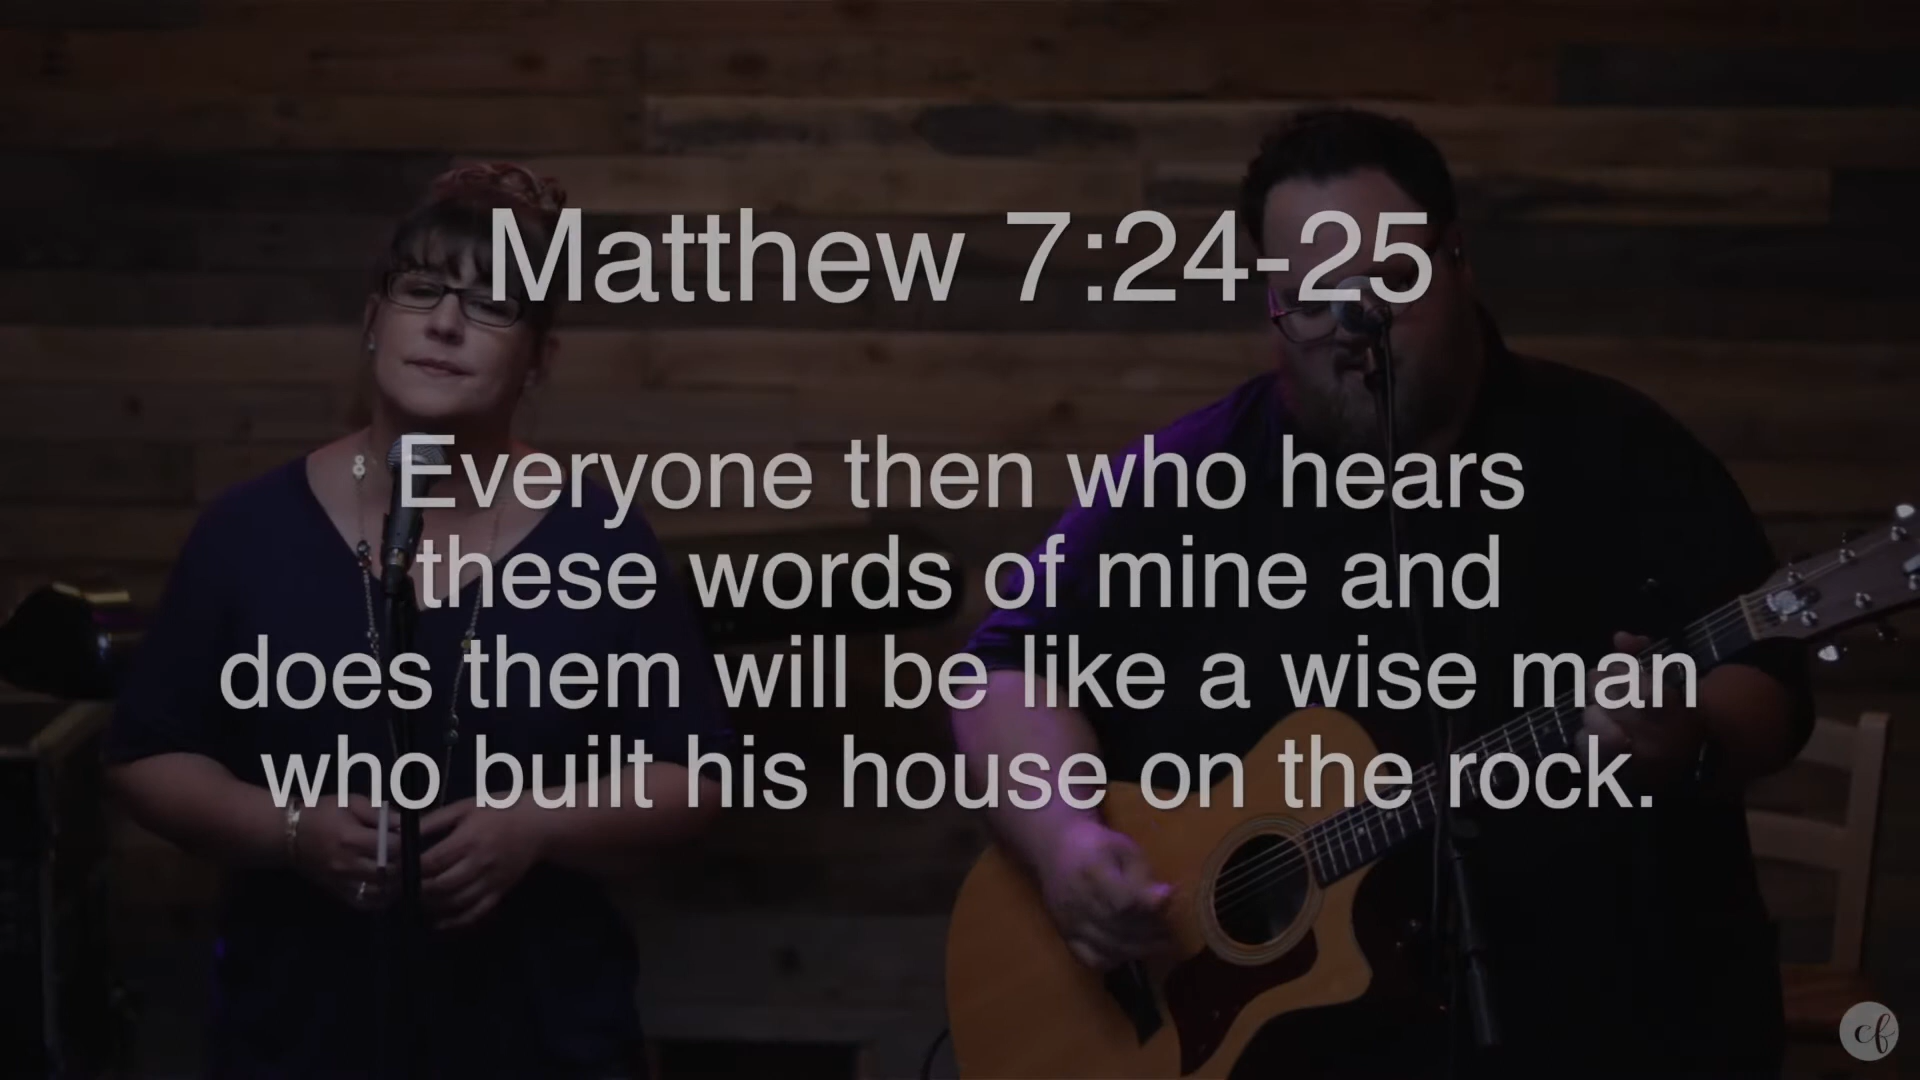 Matthew 7:24-25
Everyone then who hears
these words of mine and
does them will be like a wise man
who built his house on the rock.
cf